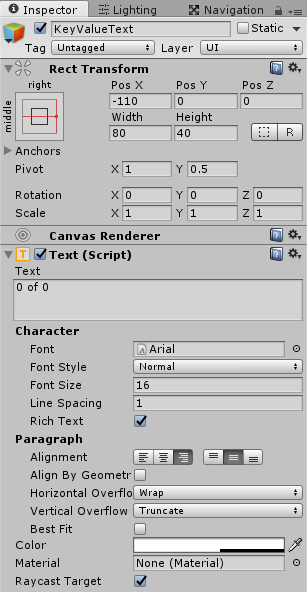 Inspector Lighting Navigation
KeyValueText Static
Tag Untagged Layer UI
Rect Transform
right
middle
Pos X Pos Y Pos Z
-110 0 0
Width Height
80 40
R
Anchors
Pivot X 1 Y 0.5
Rotation X 0 Y 0 Z 0
Scale X 1 Y 1 Z 1
Canvas Renderer
T Text (Script)
Text
0 of 0
Character
Font Arial
Font Style Normal
Font Size 16
Line Spacing 1
Rich Text
Paragraph
Alignment
Align By Geometr
Horizontal Overflo Wrap
Vertical Overflow Truncate
Best Fit
Color
Material None (Material)
Raycast Target